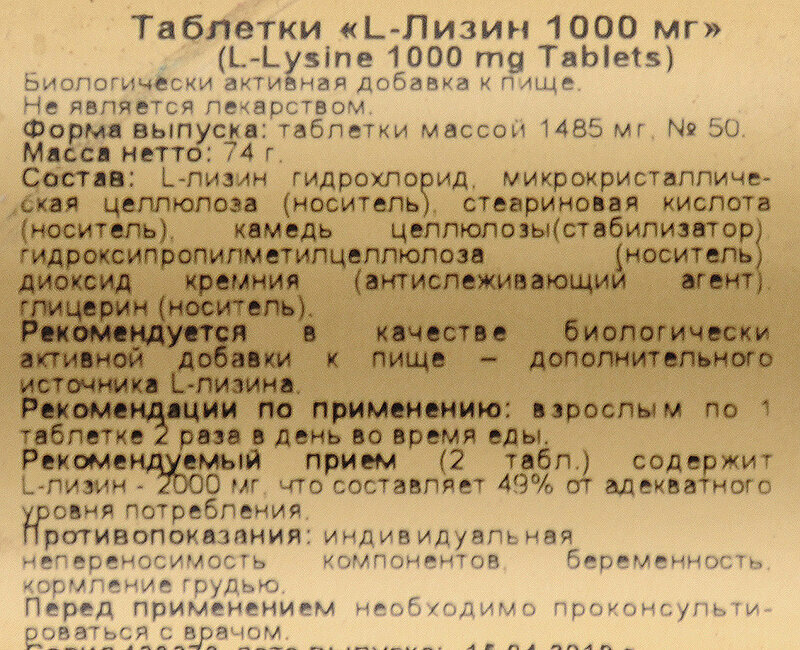 Таблетки «L-Лизин 1000 мг»
(L-Lysine 1000 mg Tablets)
Биологически активная добавка к пище.
Не является лекарством.
Форма выпуска: таблетки массой 1485 мг, № 50.
Масса нетто: 74 г.
Состав: L-лизин гидрохлорид, микрокристалличе-
ская целлюлоза (носитель), стеариновая кислота
(носитель), камедь целлюлозы(стабилизатор)
гидроксипропилметилцеллюлоза (носитель)
диоксид кремния (антислеживающий агент).
глицерин (носитель).
Рекомендуется в качестве биологически
активной добавки к пище – дополнительного
источника L-лизина.
Рекомендации по применению: взрослым по 1
таблетке 2 раза в день во время еды.
Рекомендуемый прием (2 табл.) содержит
L-лизин - 2000 мг, что составляет 49% от адекватного
уровня потребления.
Противопоказания: индивидуальная
непереносимость компонентов, беременность,
кормление грудью.
Перед применением необходимо проконсульти-
роваться с врачом.